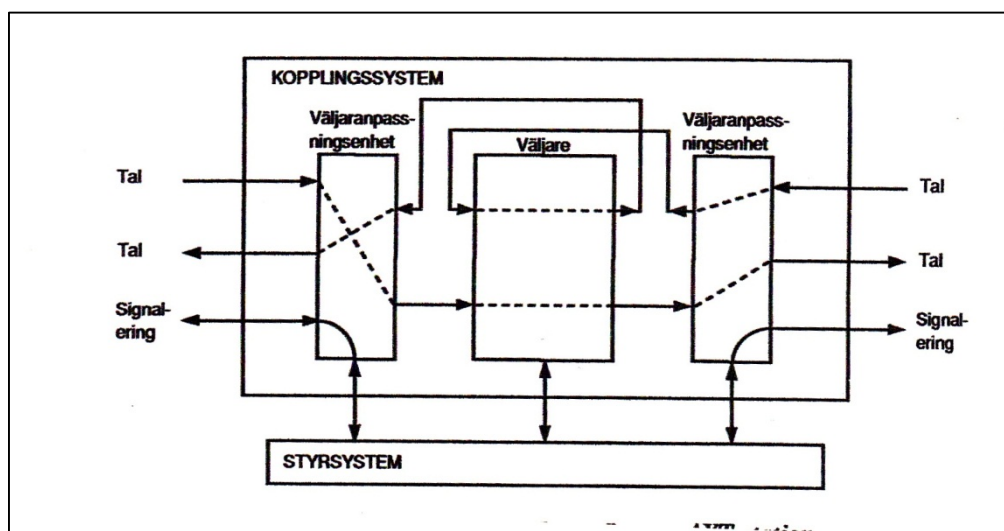 KOPPLINGSSYSTEM
Väljaranpass-
ningsenhet
Väljare
Väljaranpass-
ningsenhet
Tal
Tal
Signal-
ering
Tal
Tal
Signal-
ering
STYRSYSTEM